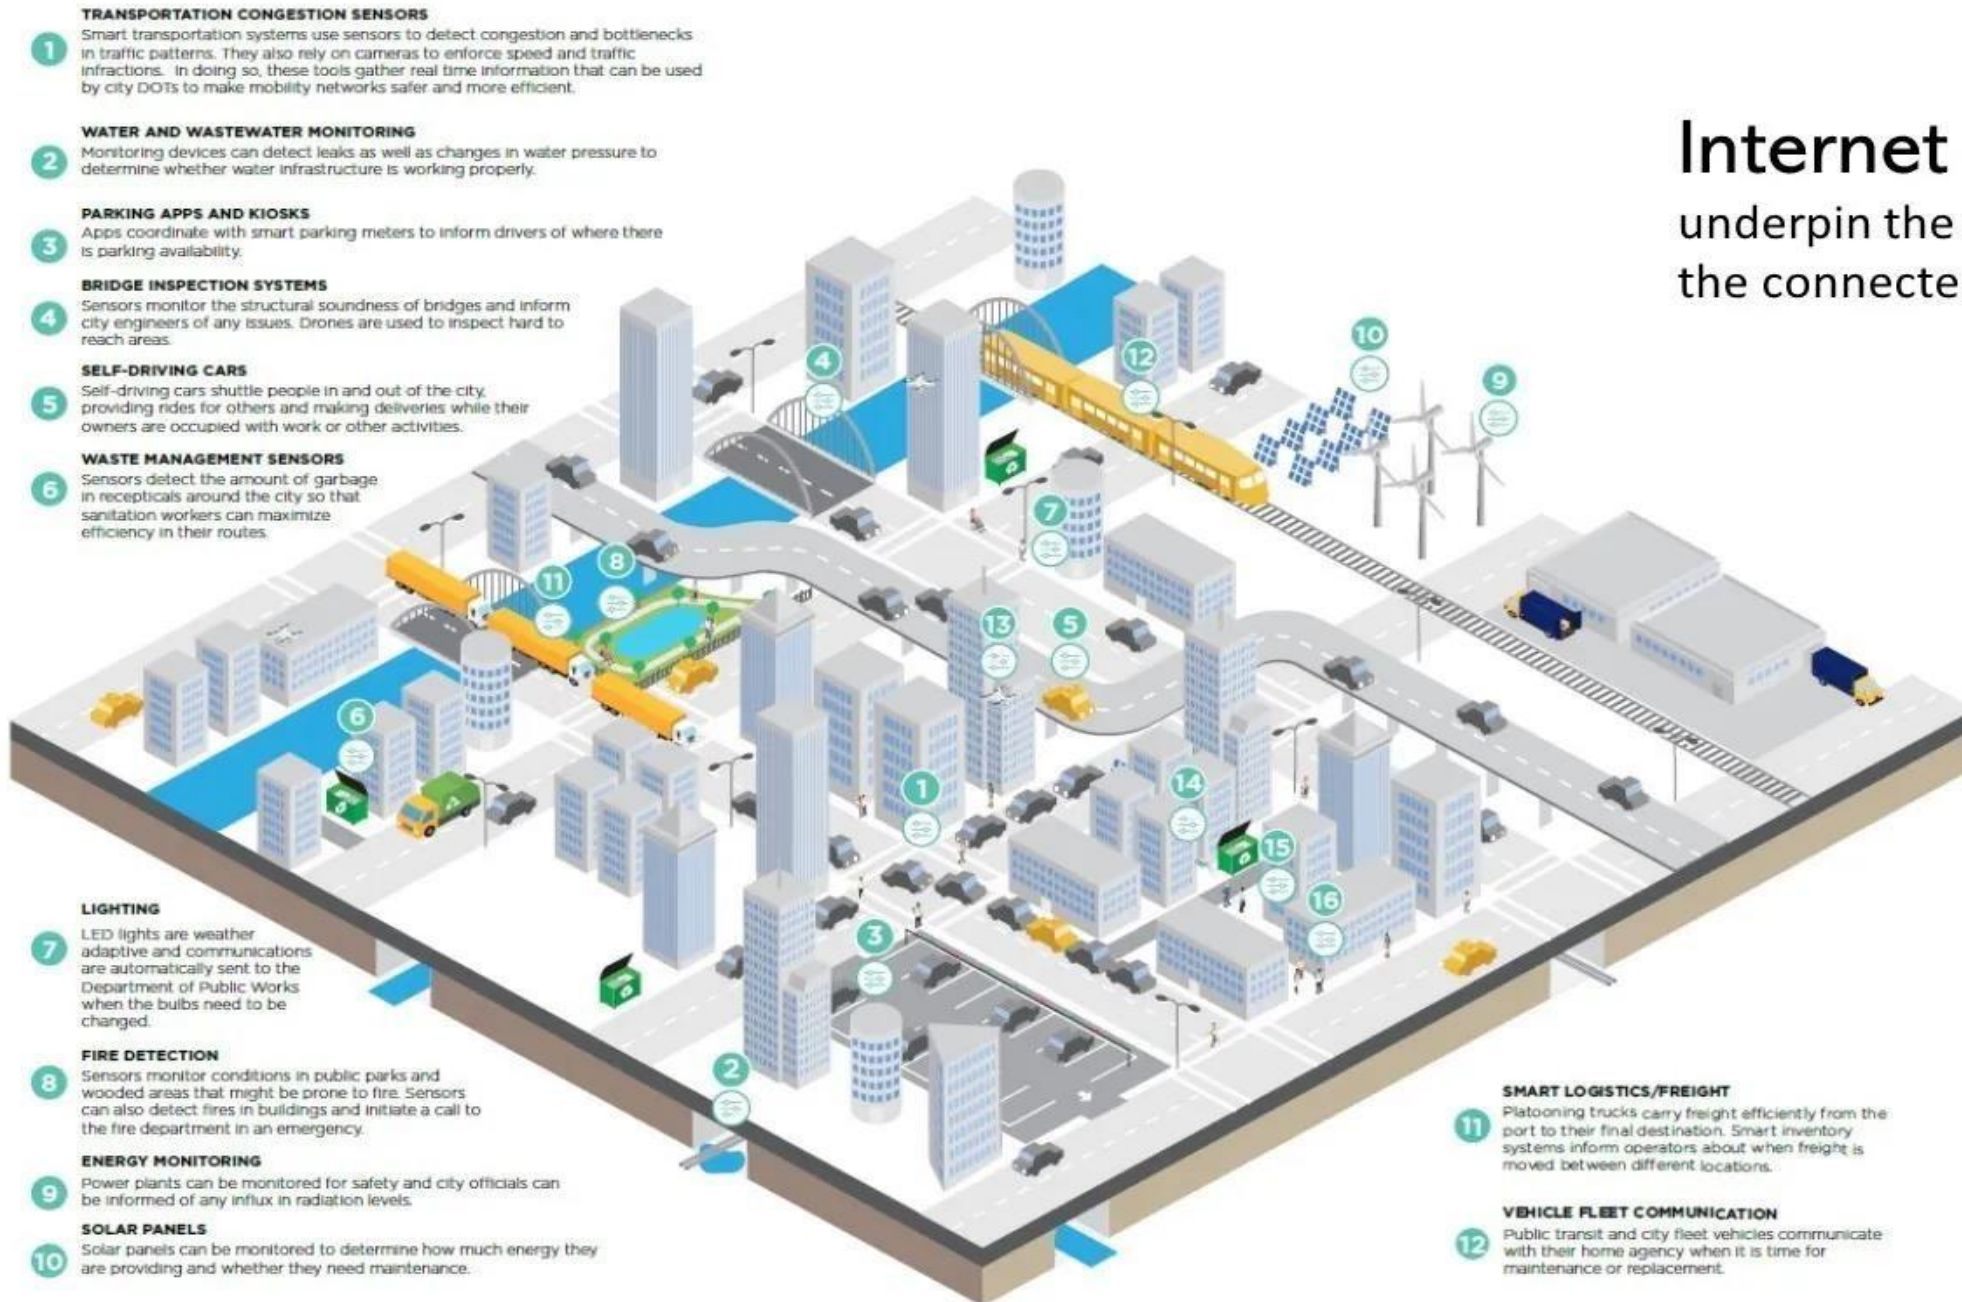 TRANSPORTATION CONGESTION SENSORS
1
Smart transportation systems use sensors to detect congestion and bottlenecks
in traffic patterns. They also rely on cameras to enforce speed and traffic
infractions. In doing so, these tools gather real time information that can be used
by city DOTs to make mobility networks safer and more efficient.
WATER AND WASTEWATER MONITORING
2
Monitoring devices can detect leaks as well as changes in water pressure to
determine whether water infrastructure is working properly.
PARKING APPS AND KIOSKS
3
Apps coordinate with smart parking meters to inform drivers of where there
is parking availability.
BRIDGE INSPECTION SYSTEMS
4
Sensors monitor the structural soundness of bridges and inform
city engineers of any issues. Drones are used to inspect hard to
reach areas.
SELF-DRIVING CARS
5
Self-driving cars shuttle people in and out of the city,
providing rides for others and making deliveries while their
owners are occupied with work or other activities.
WASTE MANAGEMENT SENSORS
6
Sensors detect the amount of garbage
in recepticals around the city so that
sanitation workers can maximize
efficiency in their routes.
Internet
underpin the
the connecte
4
12
10
9
7
11
8
13
5
6
1
14
15
16
3
2
LIGHTING
7
LED lights are weather
adaptive and communications
are automatically sent to the
Department of Public Works
when the bulbs need to be
changed.
FIRE DETECTION
8
Sensors monitor conditions in public parks and
wooded areas that might be prone to fire. Sensors
can also detect fires in buildings and initiate a call to
the fire department in an emergency.
ENERGY MONITORING
9
Power plants can be monitored for safety and city officials can
be informed of any influx in radiation levels.
SOLAR PANELS
10
Solar panels can be monitored to determine how much energy they
are providing and whether they need maintenance.
SMART LOGISTICS/FREIGHT
11
Platooning trucks carry freight efficiently from the
port to their final destination. Smart inventory
systems inform operators about when freight is
moved between different locations.
VEHICLE FLEET COMMUNICATION
12
Public transit and city fleet vehicles communicate
with their home agency when it is time for
maintenance or replacement.